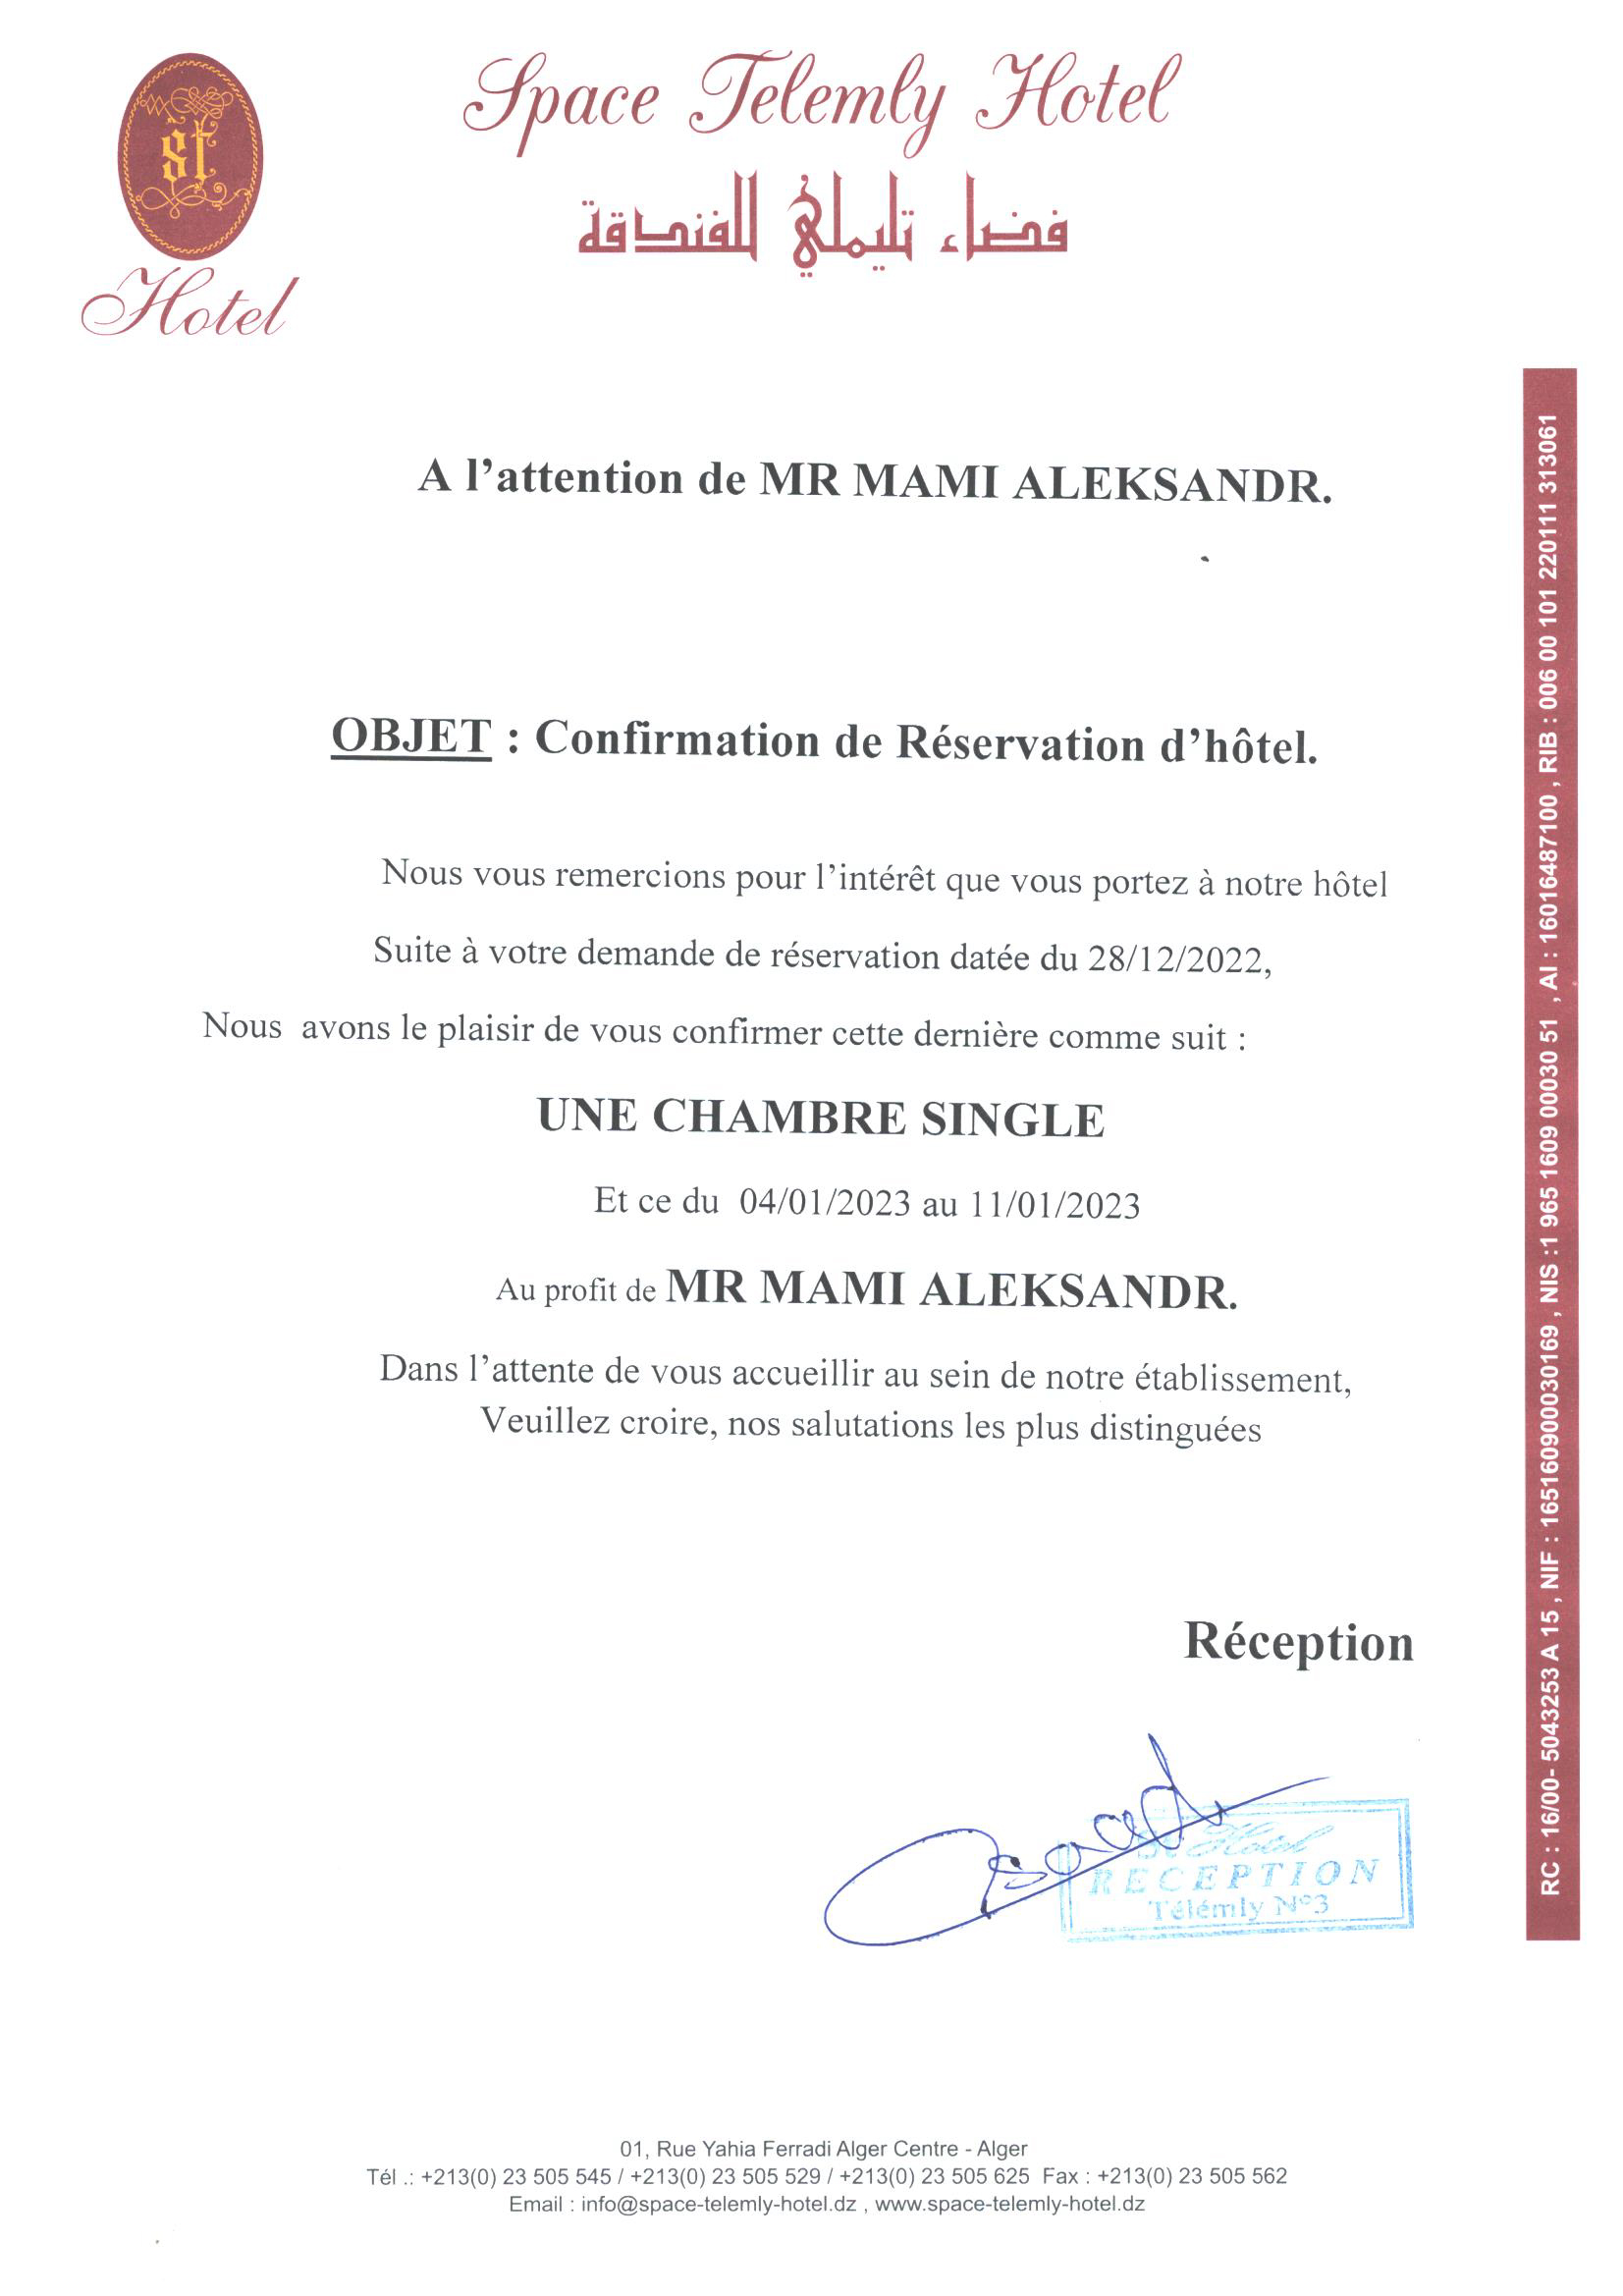 st
Hotel
Space Telemly Hotel
فضاء تليملي للفندقة
A l’attention de MR MAMI ALEKSANDR.
OBJET : Confirmation de Réservation d’hôtel.
Nous vous remercions pour l’intérêt que vous portez à notre hôtel
Suite à votre demande de réservation datée du 28/12/2022,
Nous avons le plaisir de vous confirmer cette dernière comme suit :
UNE CHAMBRE SINGLE
Et ce du 04/01/2023 au 11/01/2023
Au profit de MR MAMI ALEKSANDR.
Dans l’attente de vous accueillir au sein de notre établissement,
Veuillez croire, nos salutations les plus distinguées
Réception
St Hotel
RECEPTION
Télémly N°3
RC : 16/00- 5043253 A 15 , NIF : 165160900030169 , NIS :1 965 1609 00030 51 , AI : 16016487100 , RIB : 006 00 101 220111 313061
01, Rue Yahia Ferradi Alger Centre - Alger
Tél .: +213(0) 23 505 545 / +213(0) 23 505 529 / +213(0) 23 505 625 Fax : +213(0) 23 505 562
Email : info@space-telemly-hotel.dz , www.space-telemly-hotel.dz